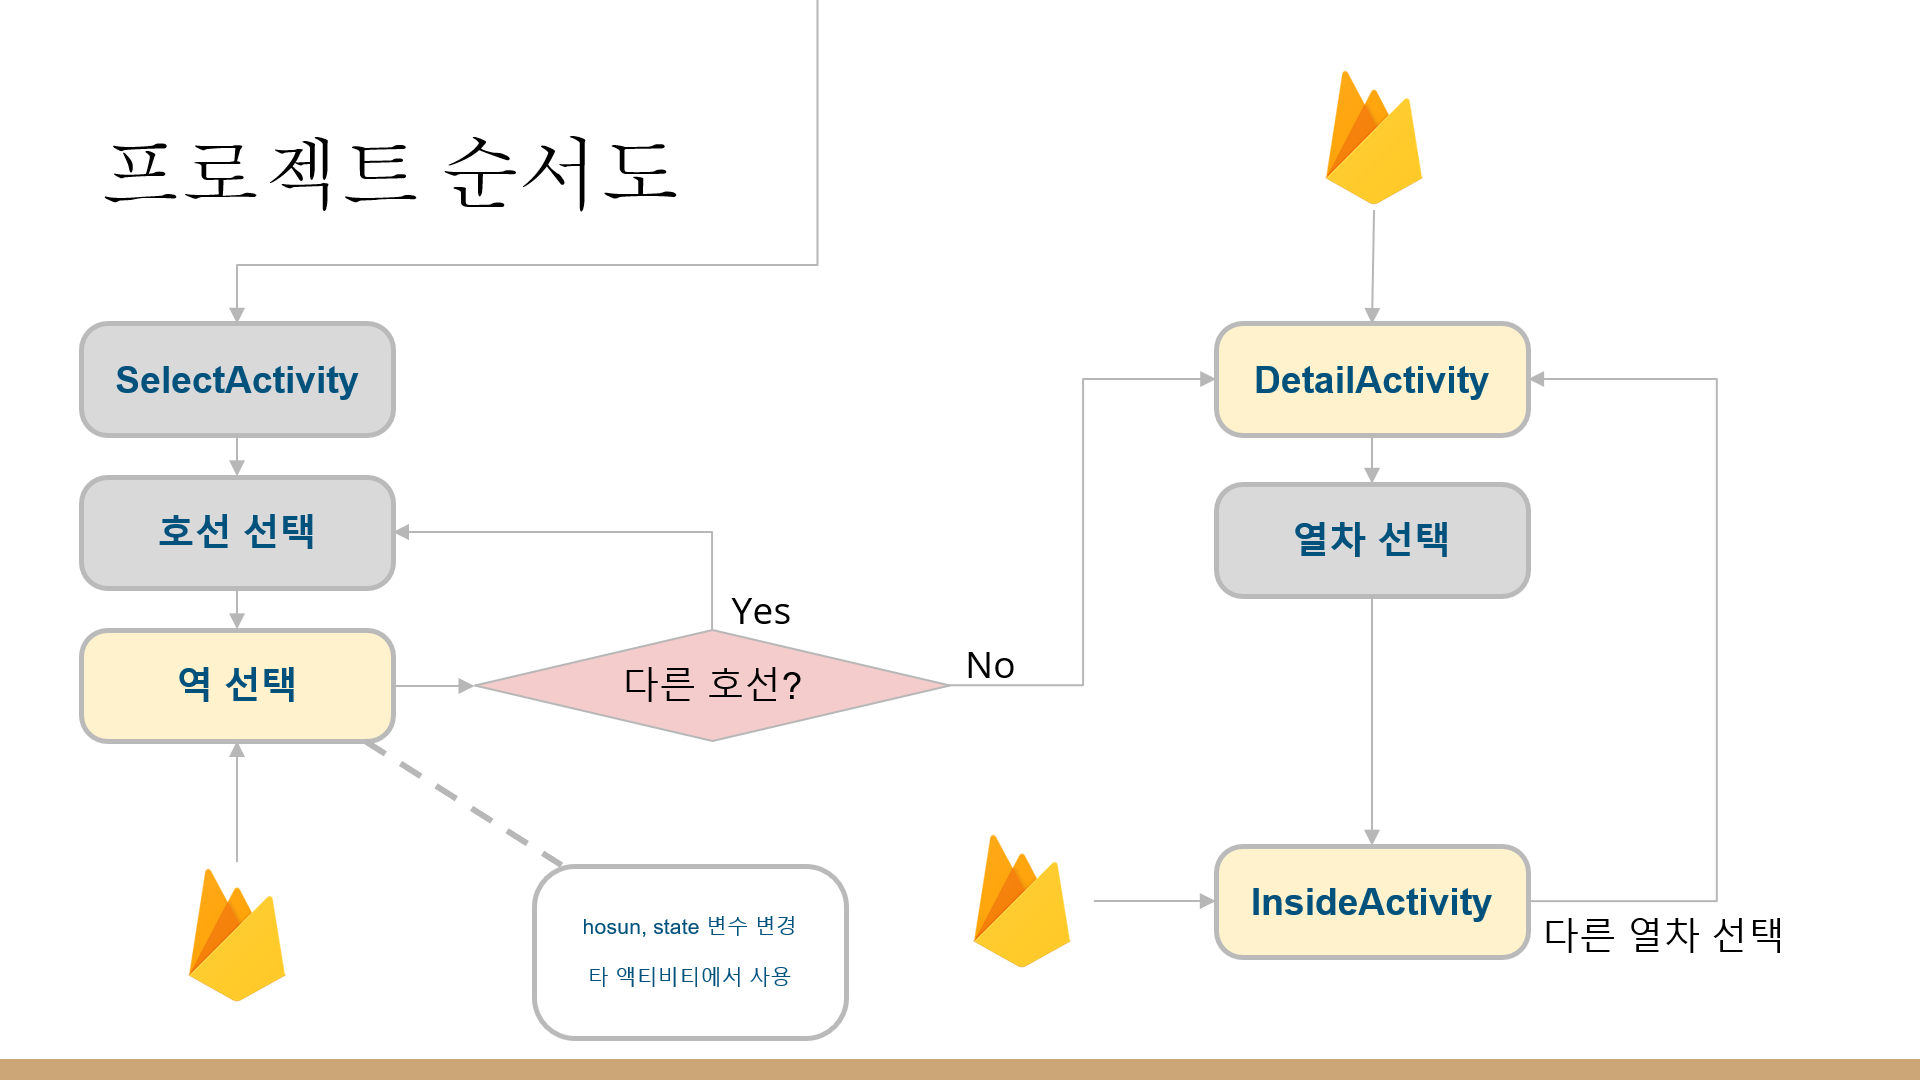 프로젝트 순서도
SelectActivity
호선 선택
역 선택
다른 호선?
Yes
No
hosun, state 변수 변경
타 액티비티에서 사용
DetailActivity
열차 선택
InsideActivity
다른 열차 선택